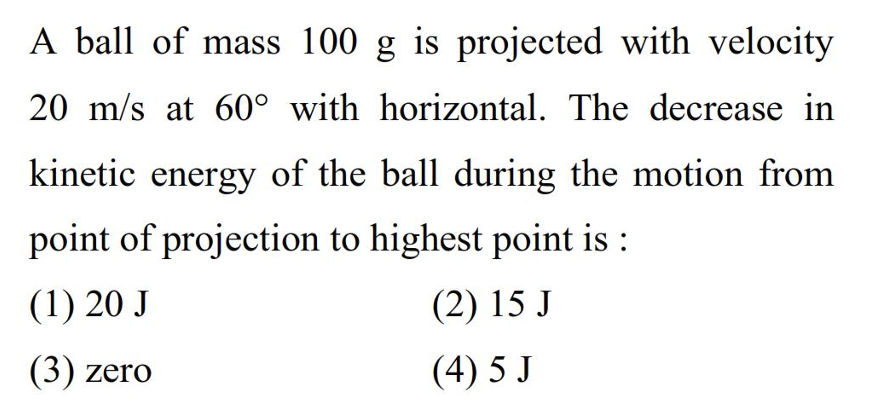 A ball of mass 100 g is projected with velocity
20 m/s at 60° with horizontal. The decrease in
kinetic energy of the ball during the motion from
point of projection to highest point is :
(1) 20 J (2) 15 J
(3) zero (4) 5 J